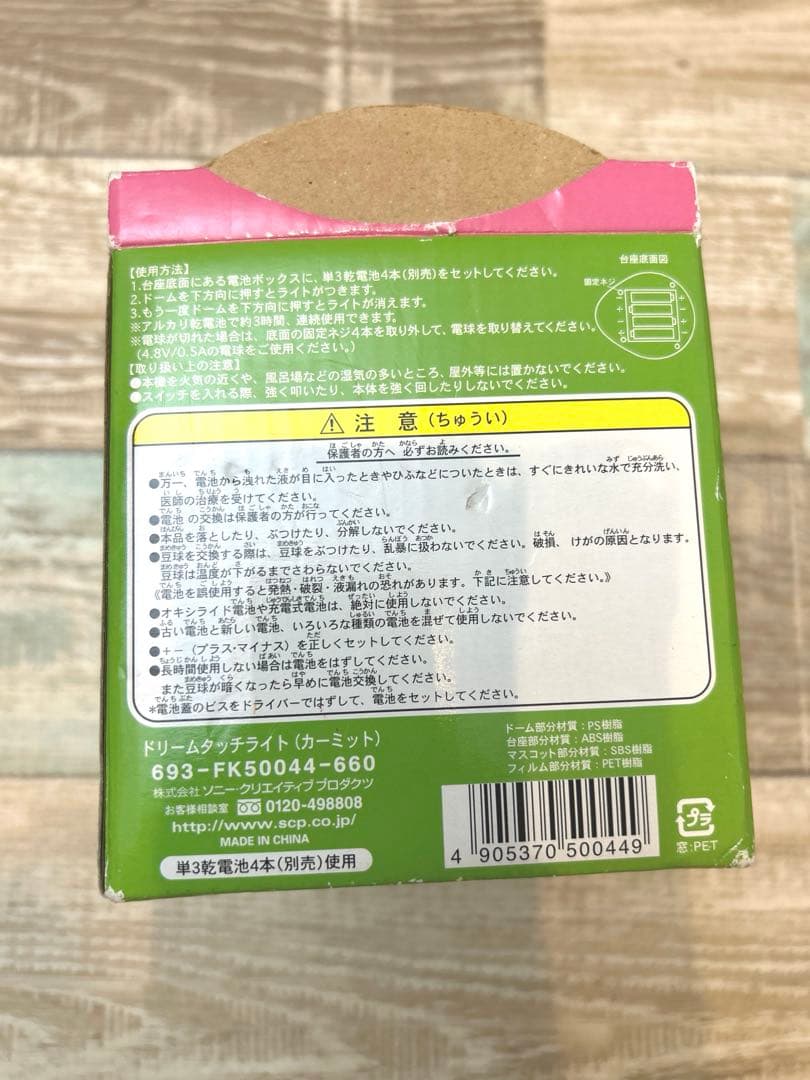 【使用方法】
1.台座底面にある電池ボックスに、単3乾電池4本(別売)をセットしてください。
2.ドームを下方向に押すとライトがつきます。
3.もう一度ドームを下方向に押すとライトが消えます。
※アルカリ乾電池で約3時間、連続使用できます。
※電球が切れた場合は、底面の固定ネジ4本を取り外して、電球を取り替えてください。
(4.8V/0.5Aの電球をご使用ください。)
【取り扱い上の注意】
●本機を火気の近くや、風呂場などの湿気の多いところ、屋外等には置かないでください。
●スイッチを入れる際、強く叩いたり、本体を強く回したりしないでください。
台座底面図
固定ネジ
⚠ 注意(ちゅうい)
保護者の方へ 必ずお読みください。
●万一、電池から洩れた液が目に入ったときやひふなどについたときは、すぐにきれいな水で充分洗い、
医師の治療を受けてください。
●電池の交換は保護者の方が行ってください。
●本品を落としたり、ぶつけたり、分解しないでください。
●豆球を交換する際は、豆球をぶつけたり、乱暴に扱わないでください。破損、けがの原因となります。
豆球は温度が下がるまでさわらないでください。
《電池を誤使用すると発熱・破裂・液漏れの恐れがあります。下記に注意してください。》
●オキシライド電池や充電式電池は、絶対に使用しないでください。
●古い電池と新しい電池、いろいろな種類の電池を混ぜて使用しないでください。
●+-(プラス・マイナス)を正しくセットしてください。
●長時間使用しない場合は電池をはずしてください。
また豆球が暗くなったら早めに電池交換してください。
*電池蓋のビスをドライバーではずして、電池をセットしてください。
ドリームタッチライト(カーミット)
693-FK50044-660
株式会社 ソニー・クリエイティブプロダクツ
お客様相談室 0120-498808
http://www.scp.co.jp/
MADE IN CHINA
単3乾電池4本(別売)使用
ドーム部分材質:PS樹脂
台座部分材質:ABS樹脂
マスコット部分材質:SBS樹脂
フィルム部分材質:PET樹脂
4 905370 500449
プラ
窓:PET